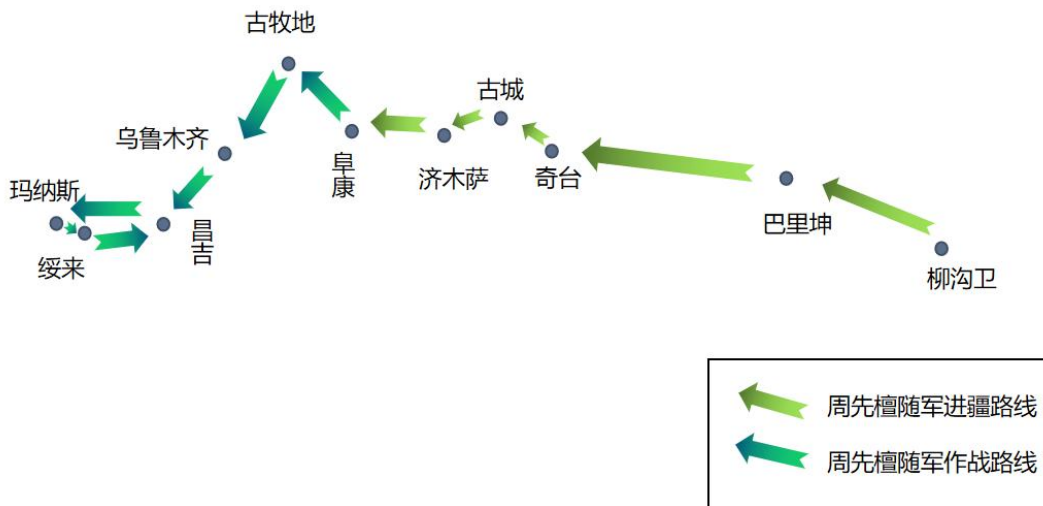 古牧地
古城
乌鲁木齐
阜康
济木萨
奇台
玛纳斯
昌吉
巴里坤
绥来
柳沟卫
周先檀随军进疆路线
周先檀随军作战路线